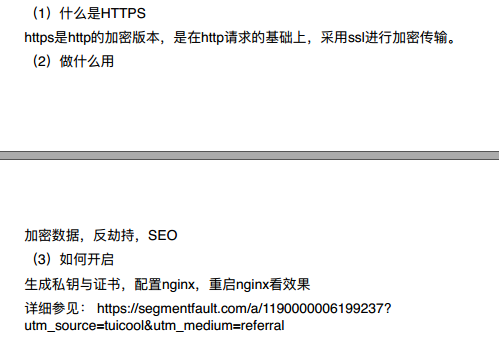 （1）什么是HTTPS
https是http的加密版本，是在http请求的基础上，采用ssl进行加密传输。
（2）做什么用
加密数据，反劫持，SEO
（3）如何开启
生成私钥与证书，配置nginx，重启nginx看效果
详细参见： https://segmentfault.com/a/1190000006199237?
utm_source=tuicool&utm_medium=referral